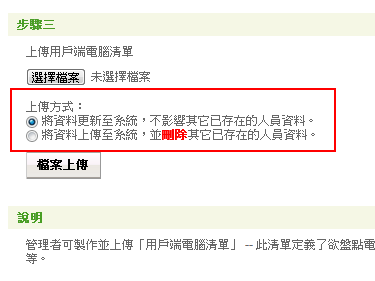 步驟三
上傳用戶端電腦清單
選擇檔案 未選擇檔案
上傳方式：
將資料更新至系統，不影響其它已存在的人員資料。
將資料上傳至系統，並刪除其它已存在的人員資料。
檔案上傳
說明
管理者可製作並上傳「用戶端電腦清單」 -- 此清單定義了欲盤點電
等。